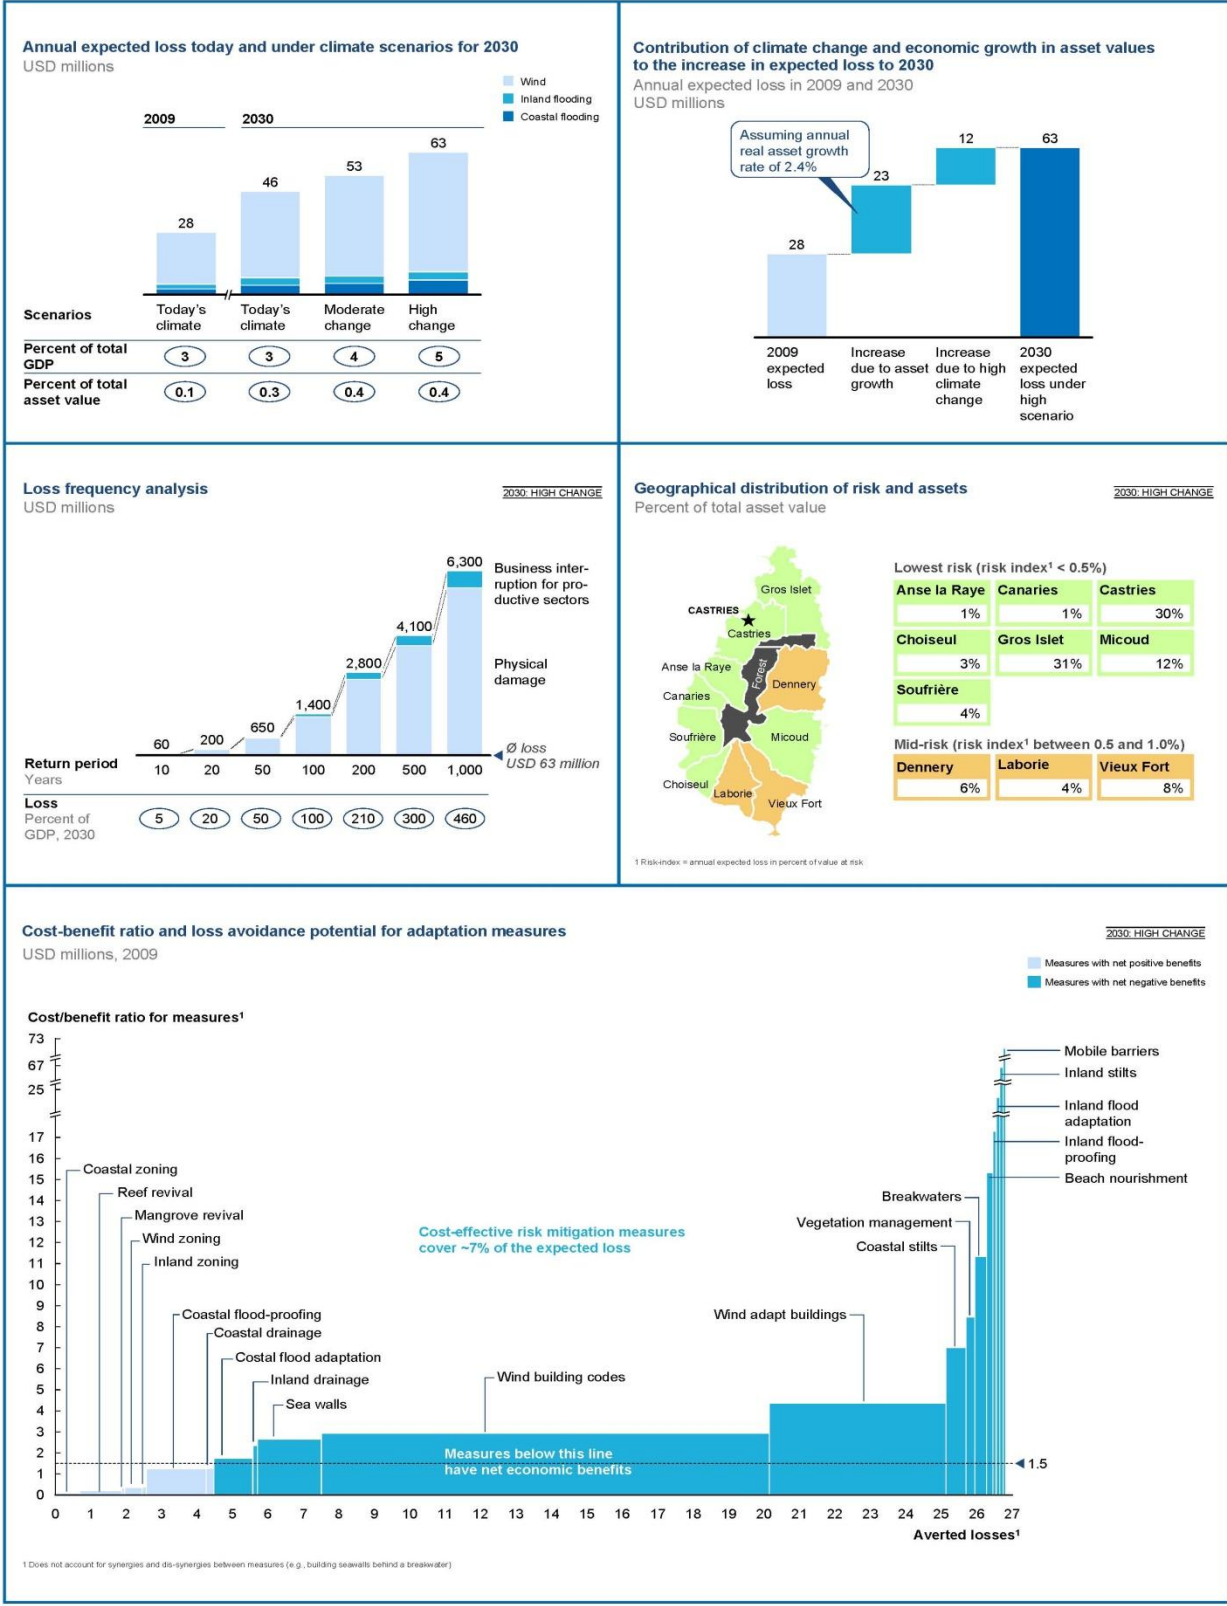 Annual expected loss today and under climate scenarios for 2030
USD millions
Wind
Inland flooding
Coastal flooding
2009 2030
28 46 53 63
Scenarios
Today's climate
Today's climate
Moderate change
High change
Percent of total GDP
3 3 4 5
Percent of total asset value
0.1 0.3 0.4 0.4
Contribution of climate change and economic growth in asset values
to the increase in expected loss to 2030
Annual expected loss in 2009 and 2030
USD millions
Assuming annual
real asset growth
rate of 2.4%
28 23 12 63
2009 expected loss
Increase due to asset growth
Increase due to high climate change
2030 expected loss under high scenario
Loss frequency analysis
2030: HIGH CHANGE
USD millions
60 200 650 1,400 2,800 4,100 6,300
Business inter-
ruption for pro-
ductive sectors
Physical
damage
Ø loss
USD 63 million
Return period
Years
10 20 50 100 200 500 1,000
Loss
Percent of
GDP, 2030
5 20 50 100 210 300 460
Geographical distribution of risk and assets
2030: HIGH CHANGE
Percent of total asset value
Gros Islet
CASTRIES
Castries
Anse la Raye
Forest
Dennery
Canaries
Soufrière
Micoud
Choiseul
Laborie
Vieux Fort
Lowest risk (risk index¹ < 0.5%)
Anse la Raye Canaries Castries
1% 1% 30%
Choiseul Gros Islet Micoud
3% 31% 12%
Soufrière
4%
Mid-risk (risk index¹ between 0.5 and 1.0%)
Dennery Laborie Vieux Fort
6% 4% 8%
1 Risk-index = annual expected loss in percent of value at risk
Cost-benefit ratio and loss avoidance potential for adaptation measures
2030: HIGH CHANGE
USD millions, 2009
Measures with net positive benefits
Measures with net negative benefits
Cost/benefit ratio for measures¹
73
67
25
17
16
15
14
13
12
11
10
9
8
7
6
5
4
3
2
1
0
Coastal zoning
Reef revival
Mangrove revival
Wind zoning
Inland zoning
Coastal flood-proofing
Coastal drainage
Costal flood adaptation
Inland drainage
Sea walls
Cost-effective risk mitigation measures
cover ~7% of the expected loss
Wind building codes
Measures below this line
have net economic benefits
Wind adapt buildings
Coastal stilts
Vegetation management
Breakwaters
Mobile barriers
Inland stilts
Inland flood
adaptation
Inland flood-
proofing
Beach nourishment
1.5
0 1 2 3 4 5 6 7 8 9 10 11 12 13 14 15 16 17 18 19 20 21 22 23 24 25 26 27
Averted losses¹
1 Does not account for synergies and dis-synergies between measures (e.g., building seawalls behind a breakwater)